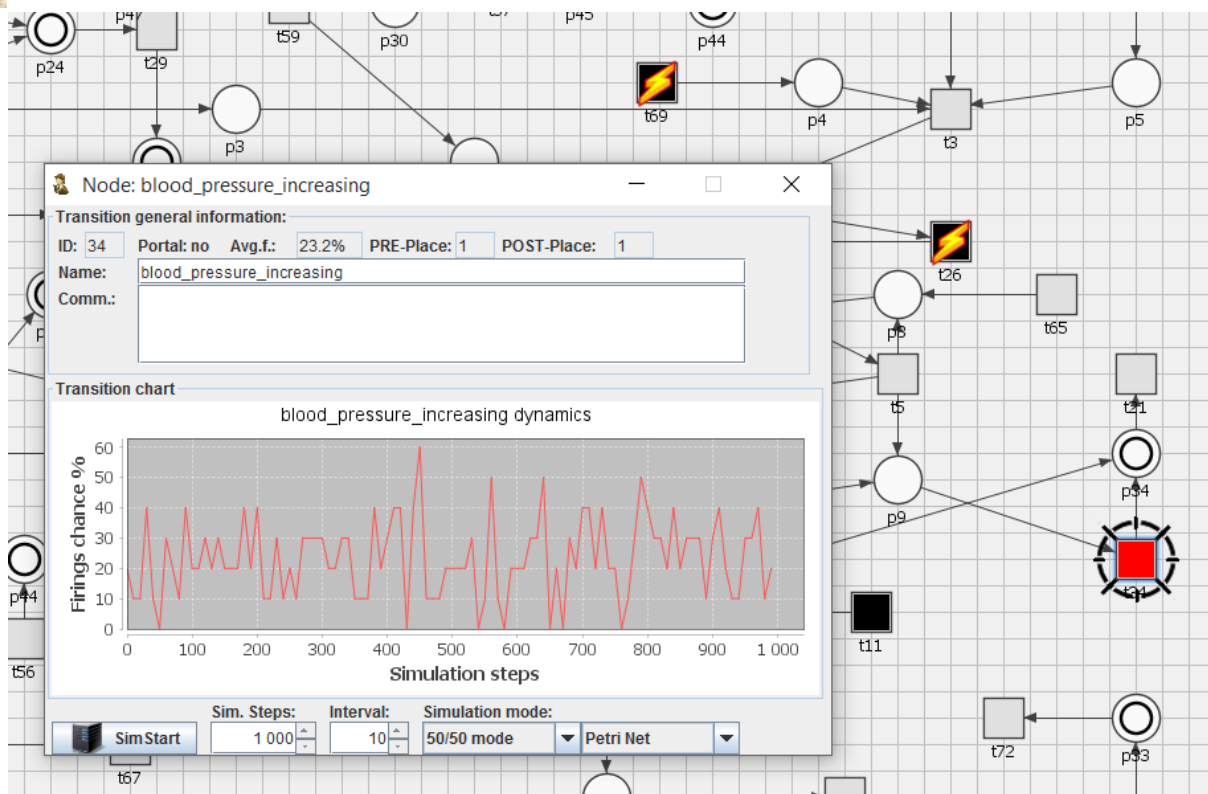 t37
p45
t59
p30
p44
p24
t29
t69
p4
p5
p3
t3
Node: blood_pressure_increasing
Transition general information:
ID: 34 Portal: no Avg.f.: 23.2% PRE-Place: 1 POST-Place: 1
Name: blood_pressure_increasing
Comm.:
t26
p8
t65
Transition chart
blood_pressure_increasing dynamics
t5
t21
60
50
40
30
20
10
0
Firings chance %
p34
p9
0 100 200 300 400 500 600 700 800 900 1 000
Simulation steps
p44
t34
t11
t56
Sim. Steps: Interval: Simulation mode:
SimStart 1 000 10 50/50 mode Petri Net
t72
p33
t67